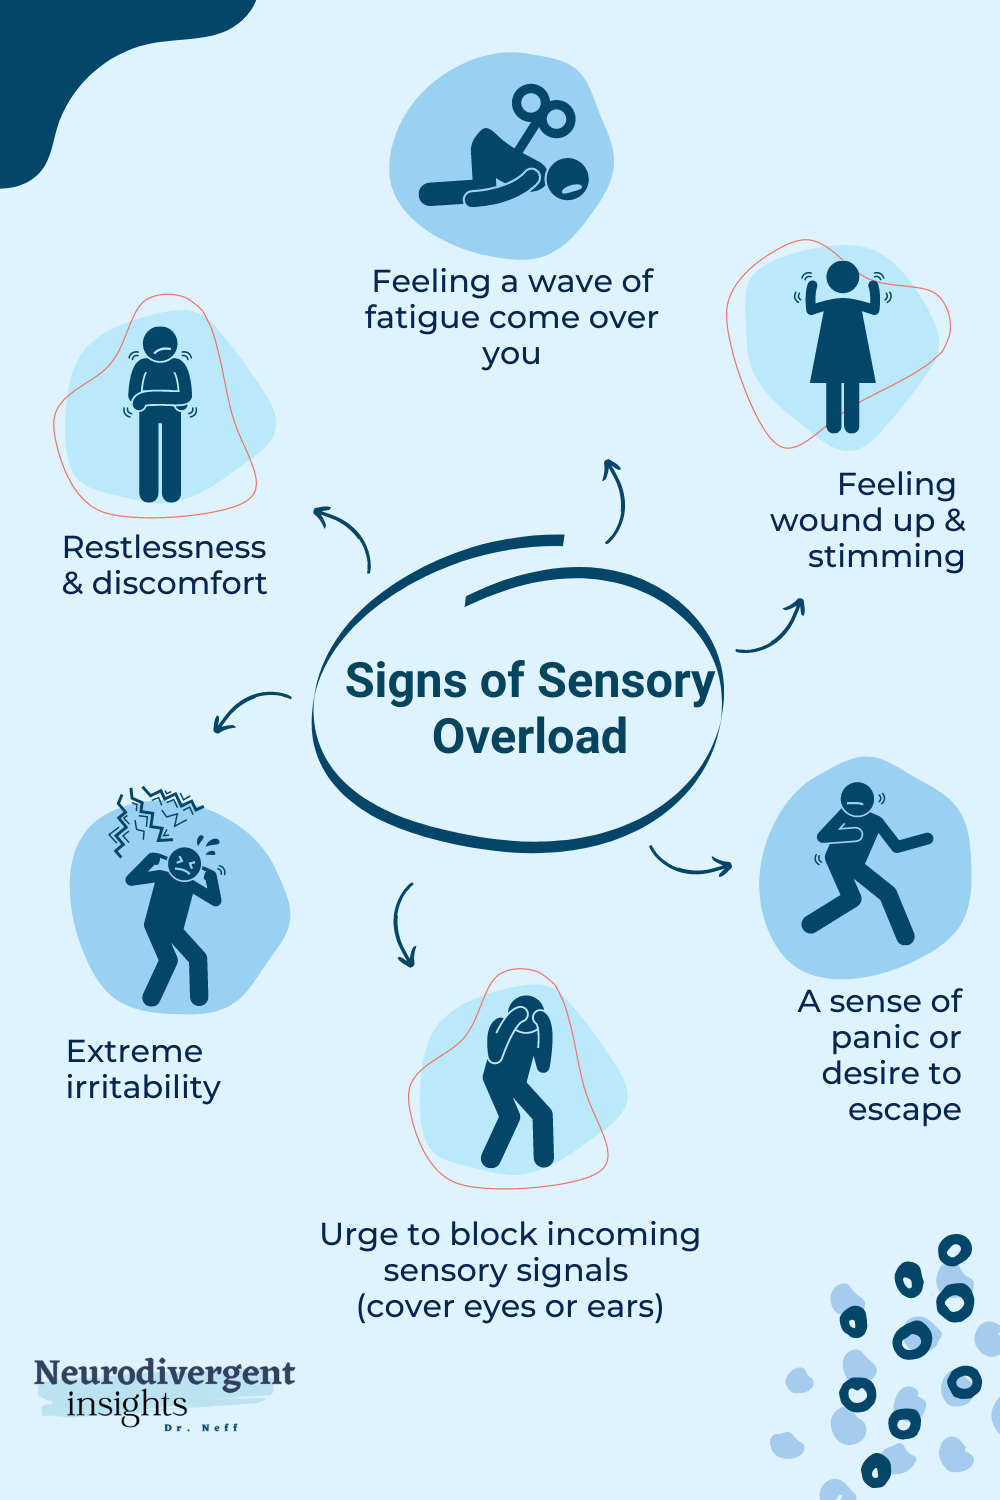 Feeling a wave of
fatigue come over
you
Feeling
wound up &
stimming
Restlessness
& discomfort
Signs of Sensory
Overload
Extreme
irritability
A sense of
panic or
desire to
escape
Urge to block incoming
sensory signals
(cover eyes or ears)
Neurodivergent
insights
Dr. Neff